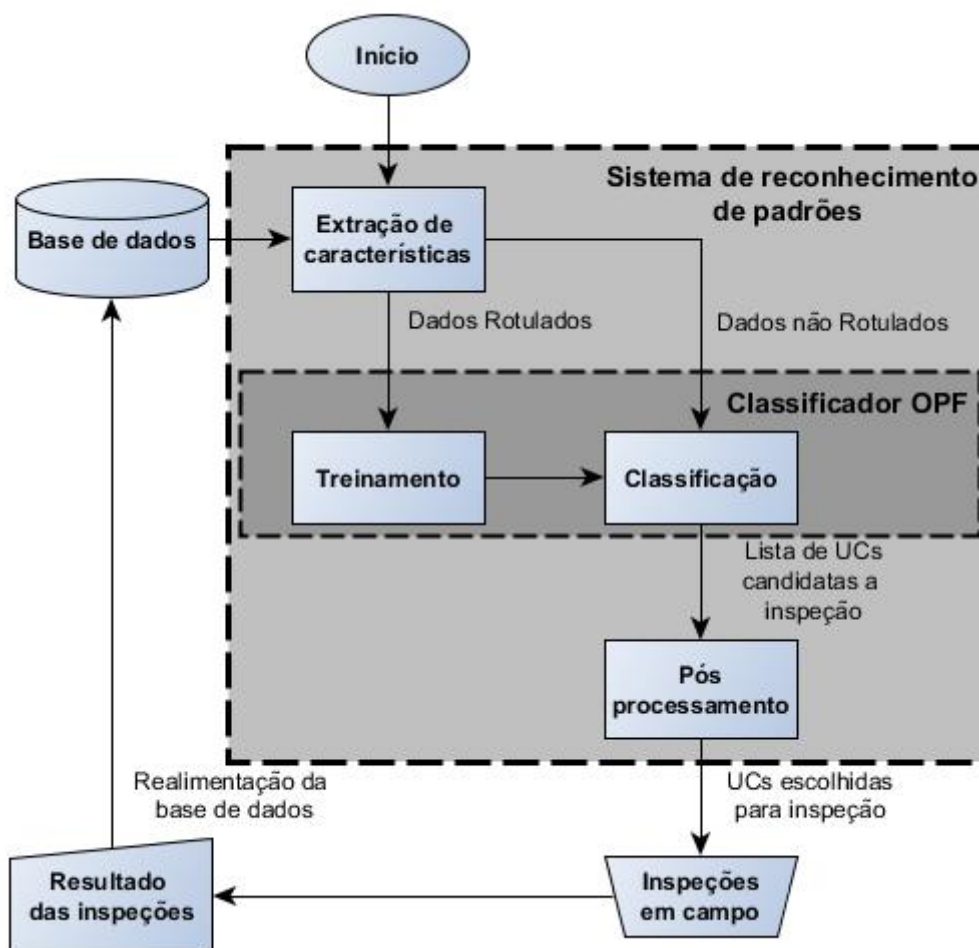 Início
Sistema de reconhecimento
de padrões
Base de dados
Extração de
características
Dados Rotulados
Dados não Rotulados
Classificador OPF
Treinamento
Classificação
Lista de UCs
candidatas a
inspeção
Pós
processamento
Realimentação da
base de dados
UCs escolhidas
para inspeção
Resultado
das inspeções
Inspeções
em campo